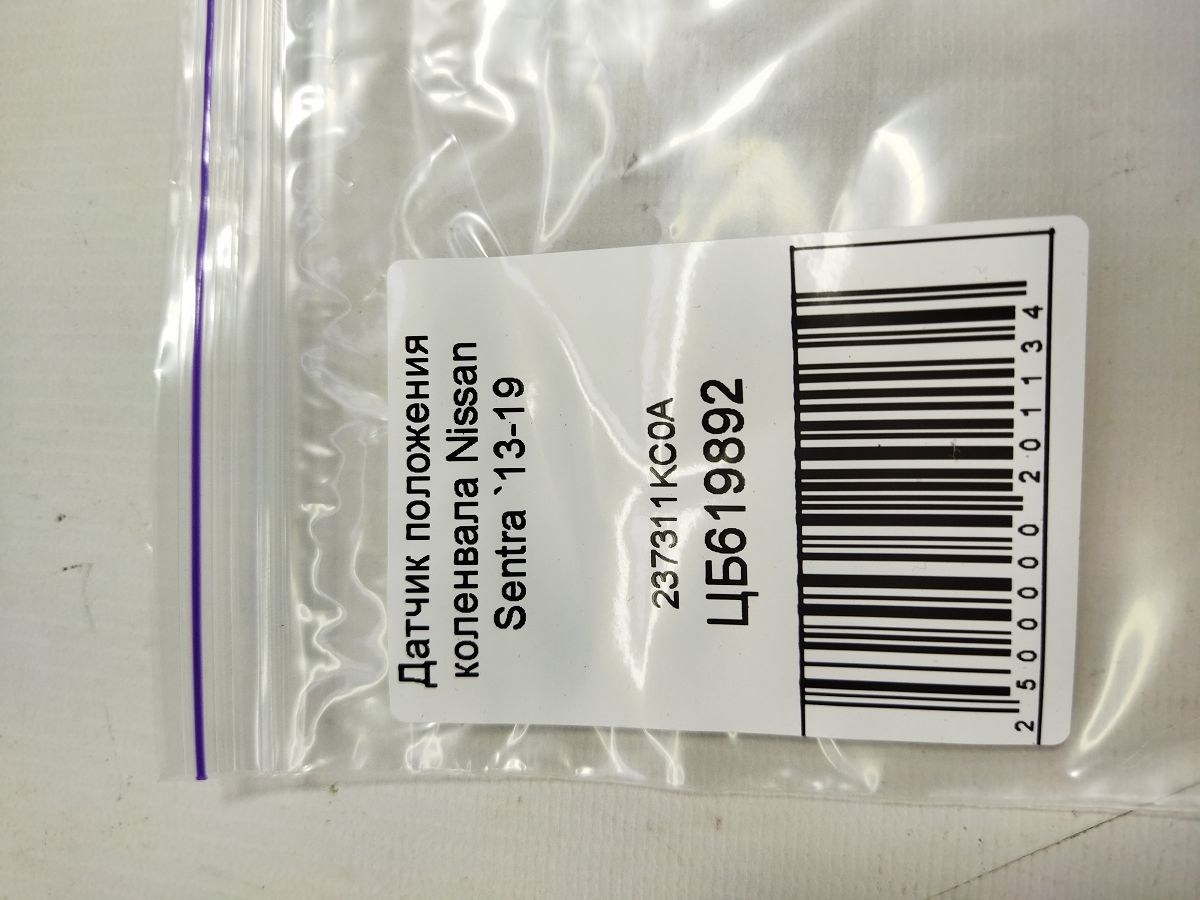 Датчик положения
коленвала Nissan
Sentra `13-19
237311KC0A
ЦБ619892
2500000201134